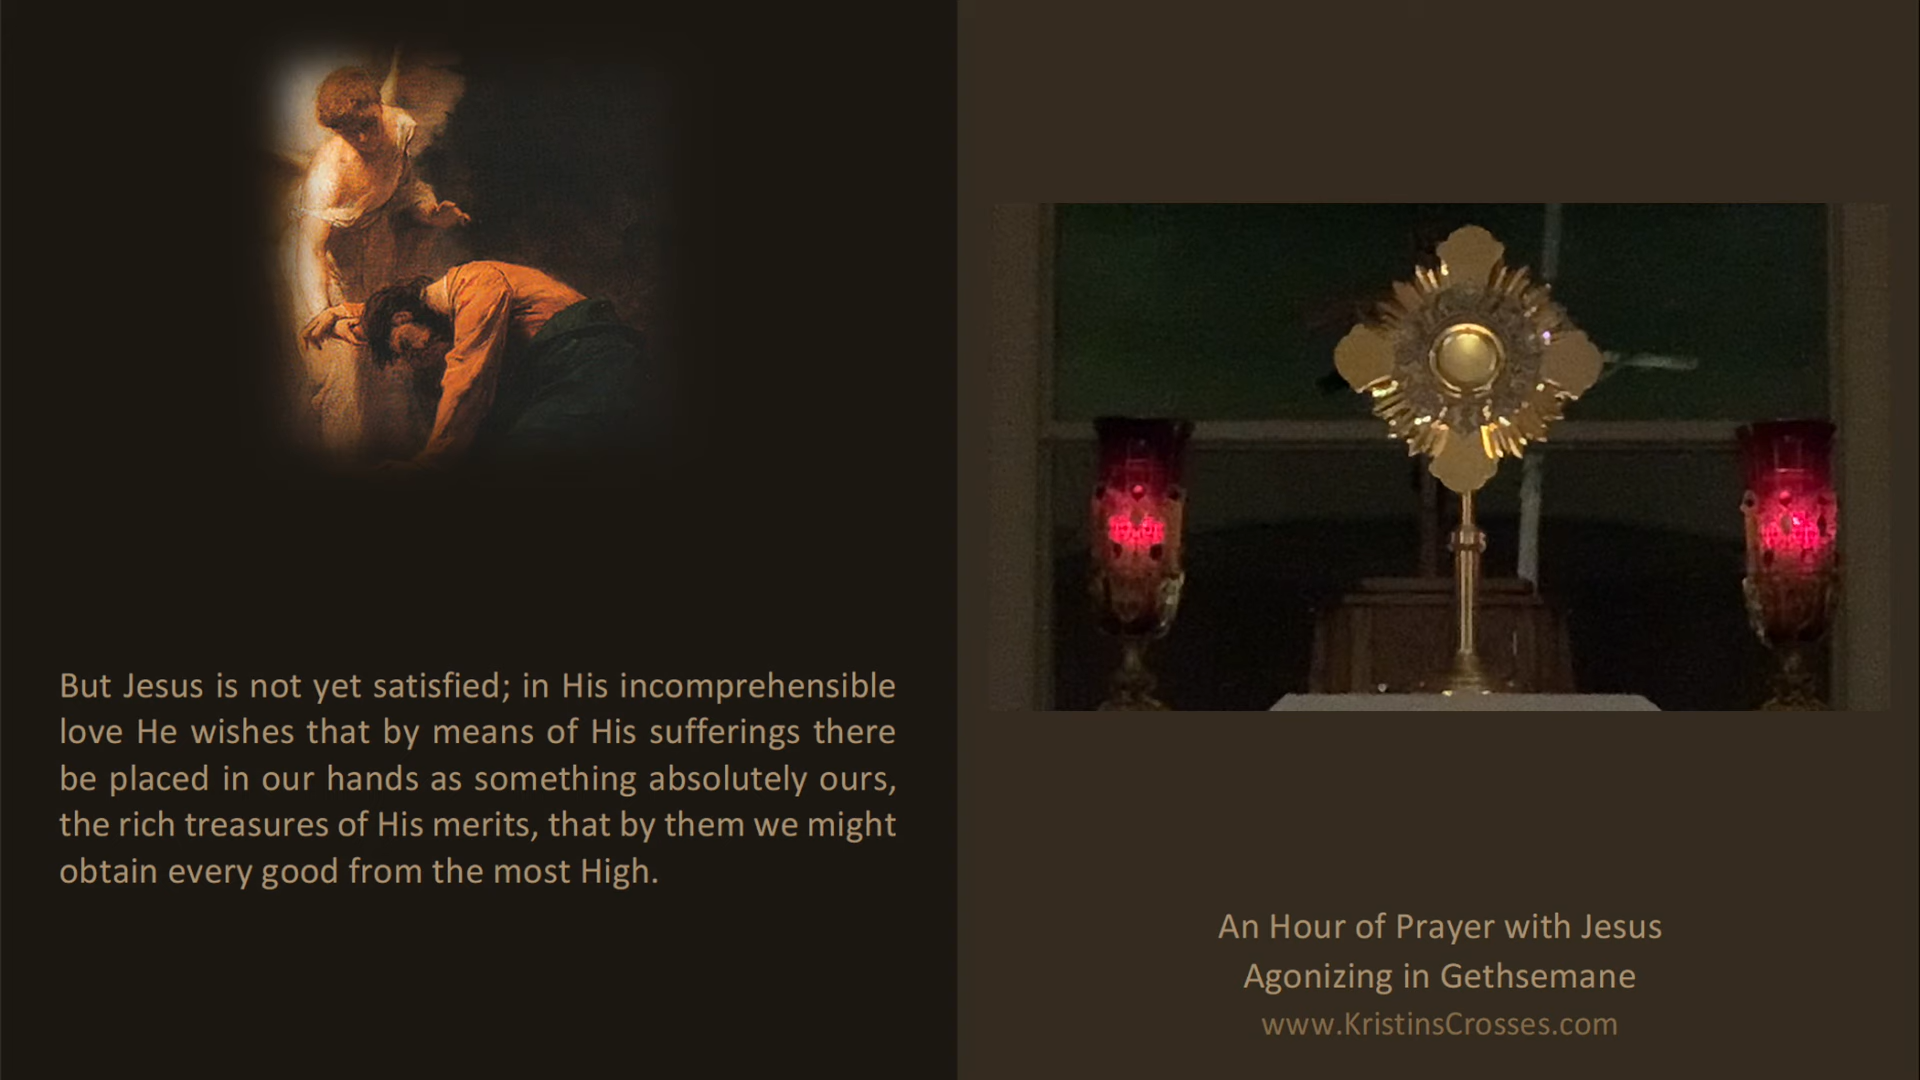 But Jesus is not yet satisfied; in His incomprehensible
love He wishes that by means of His sufferings there
be placed in our hands as something absolutely ours,
the rich treasures of His merits, that by them we might
obtain every good from the most High.
An Hour of Prayer with Jesus
Agonizing in Gethsemane
www.KristinsCrosses.com